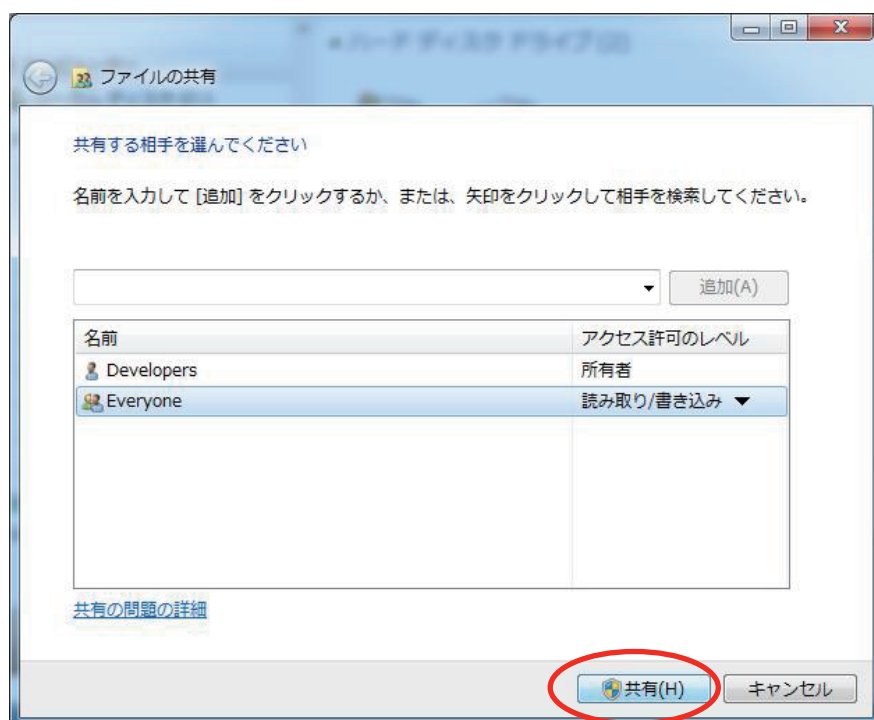 ファイルの共有
共有する相手を選んでください
名前を入力して [追加] をクリックするか、または、矢印をクリックして相手を検索してください。
追加(A)
名前 アクセス許可のレベル
Developers 所有者
Everyone 読み取り/書き込み
共有の問題の詳細
共有(H) キャンセル